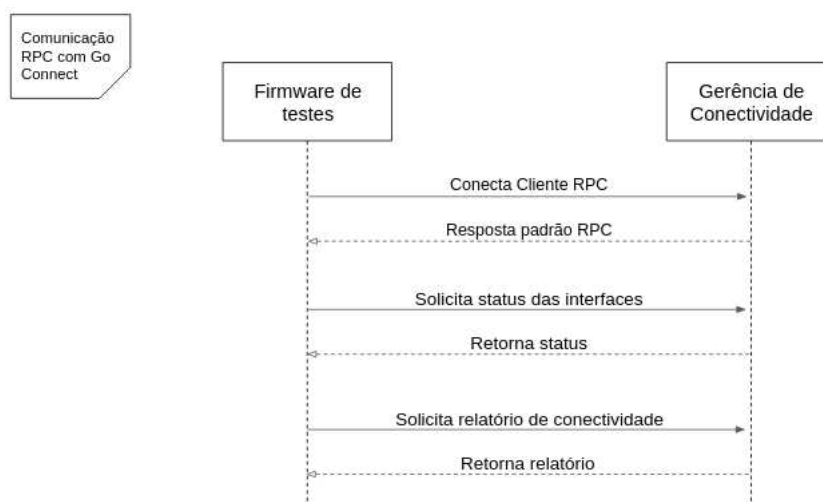 Comunicação
RPC com Go
Connect
Firmware de
testes
Gerência de
Conectividade
Conecta Cliente RPC
Resposta padrão RPC
Solicita status das interfaces
Retorna status
Solicita relatório de conectividade
Retorna relatório